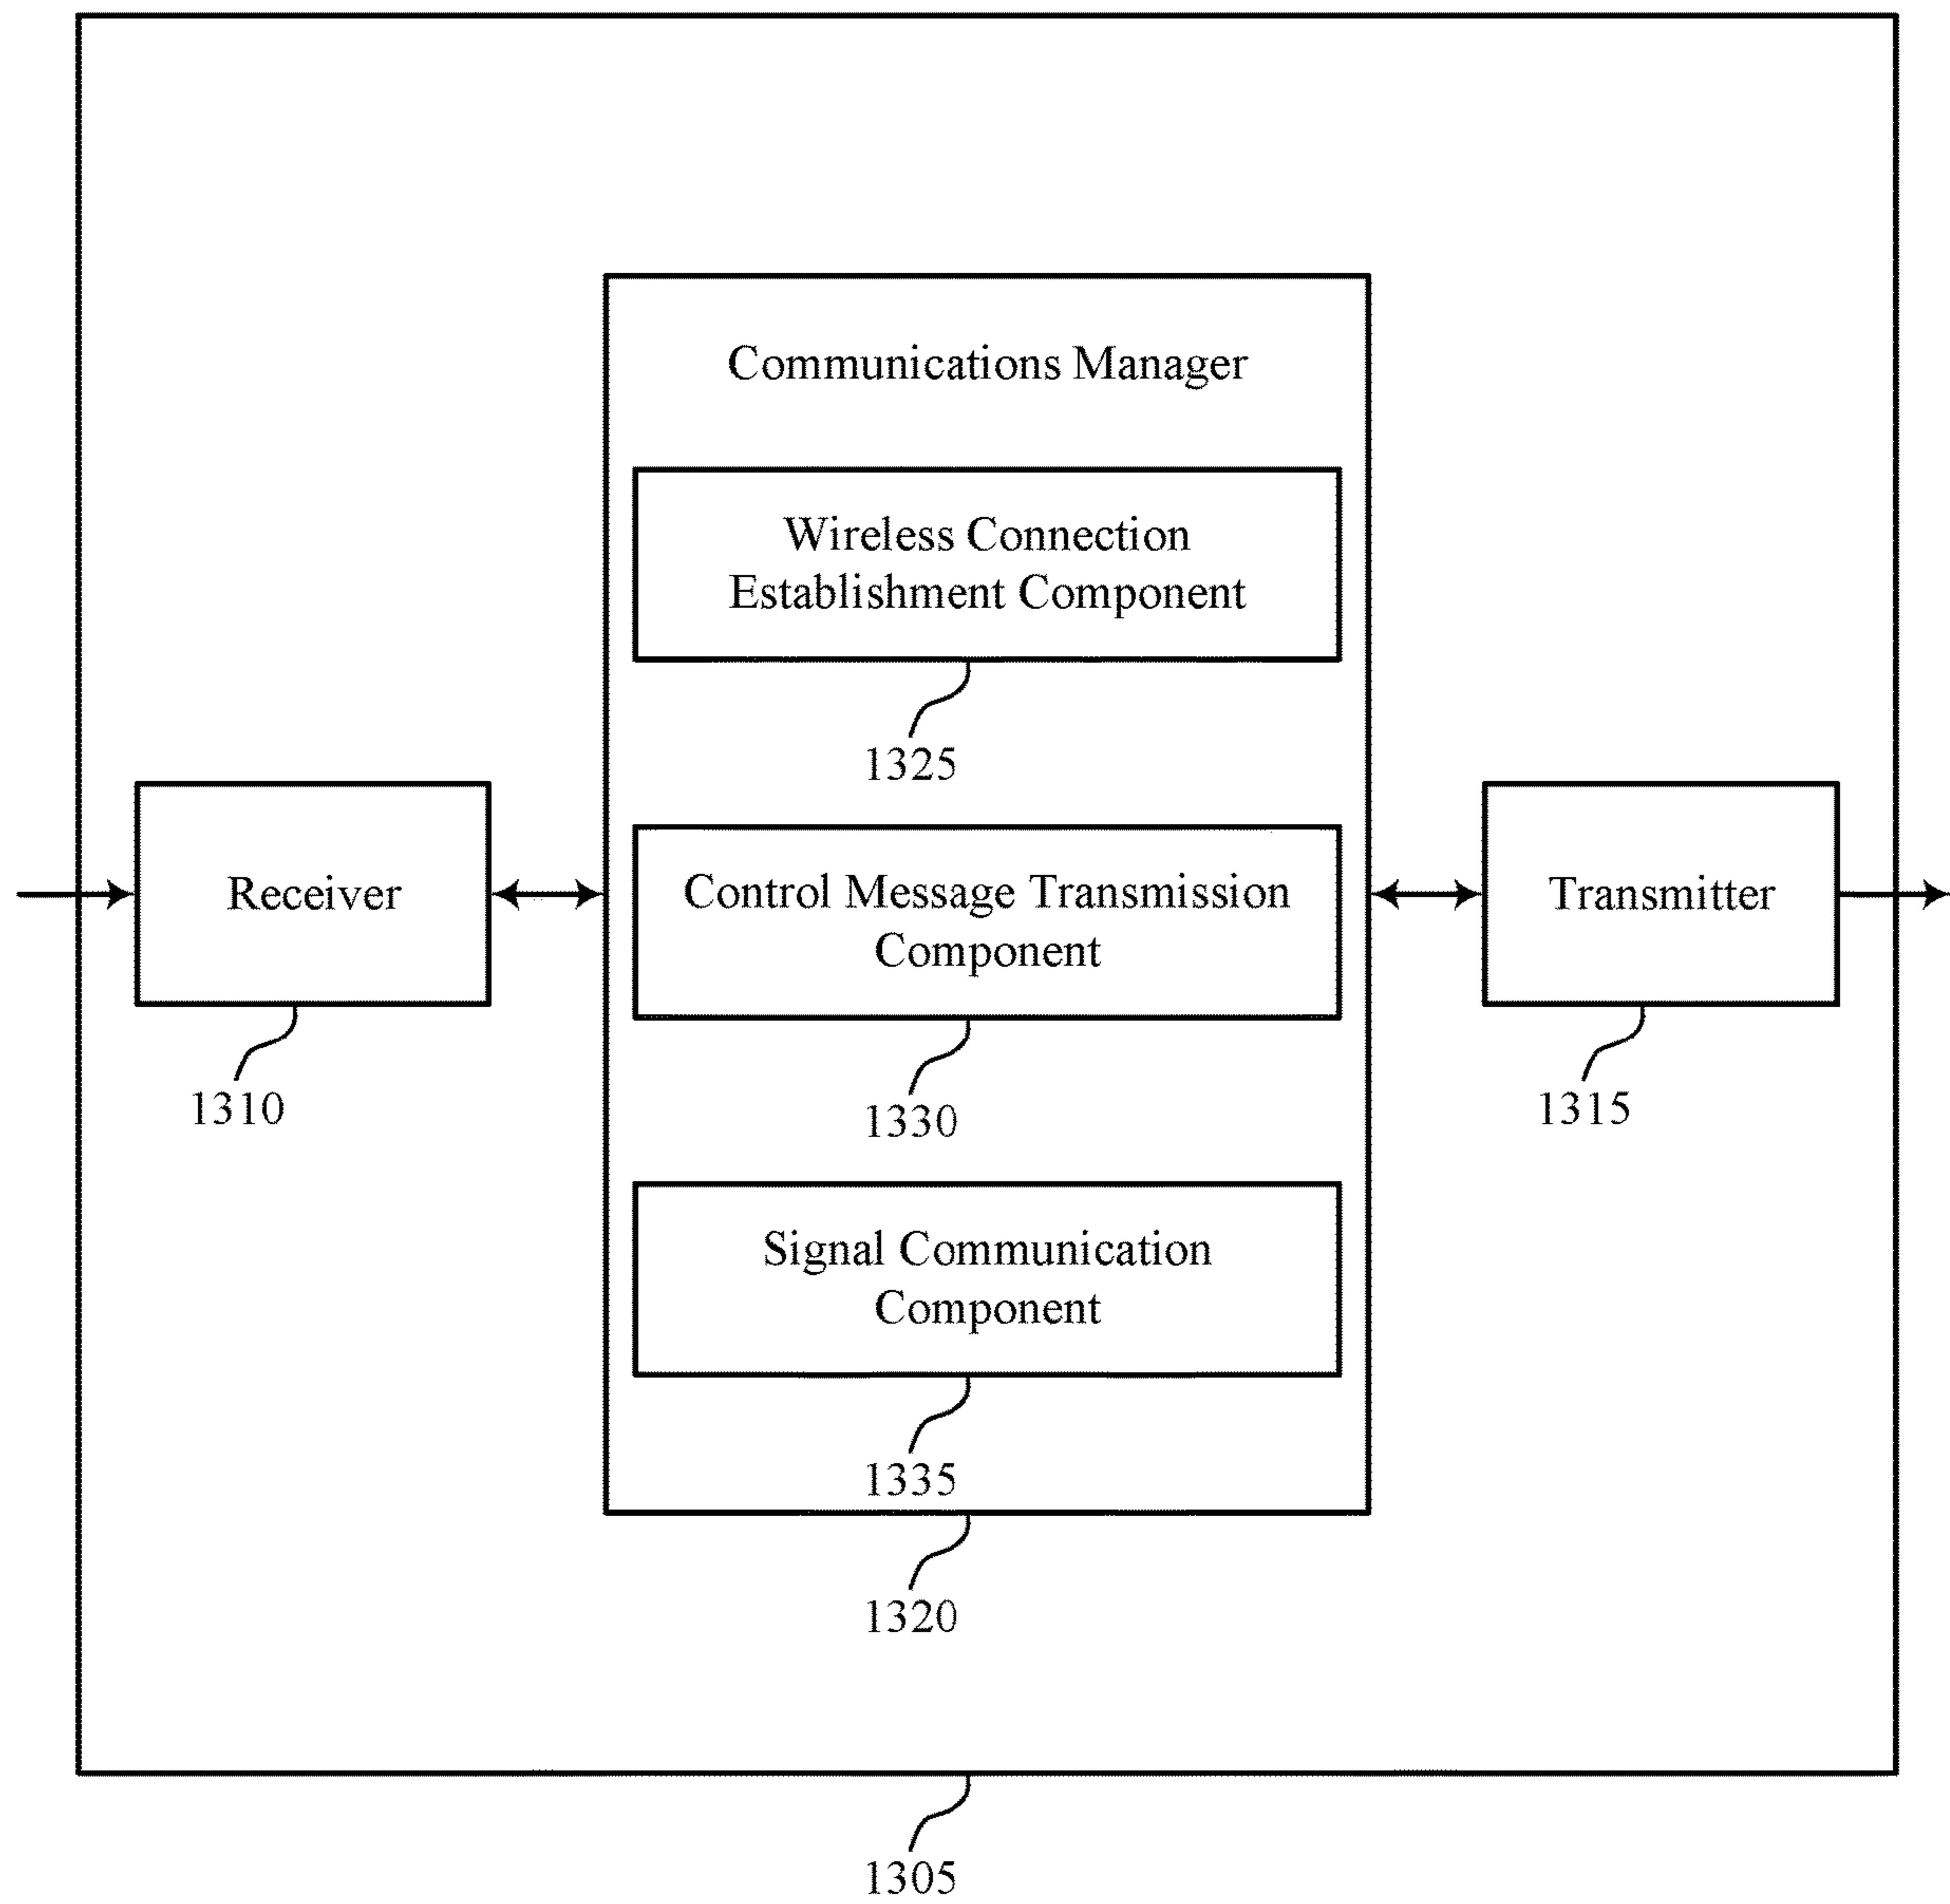 Communications Manager
Wireless Connection
Establishment Component
1325
Receiver
1310
Control Message Transmission
Component
1330
Transmitter
1315
Signal Communication
Component
1335
1320
1305